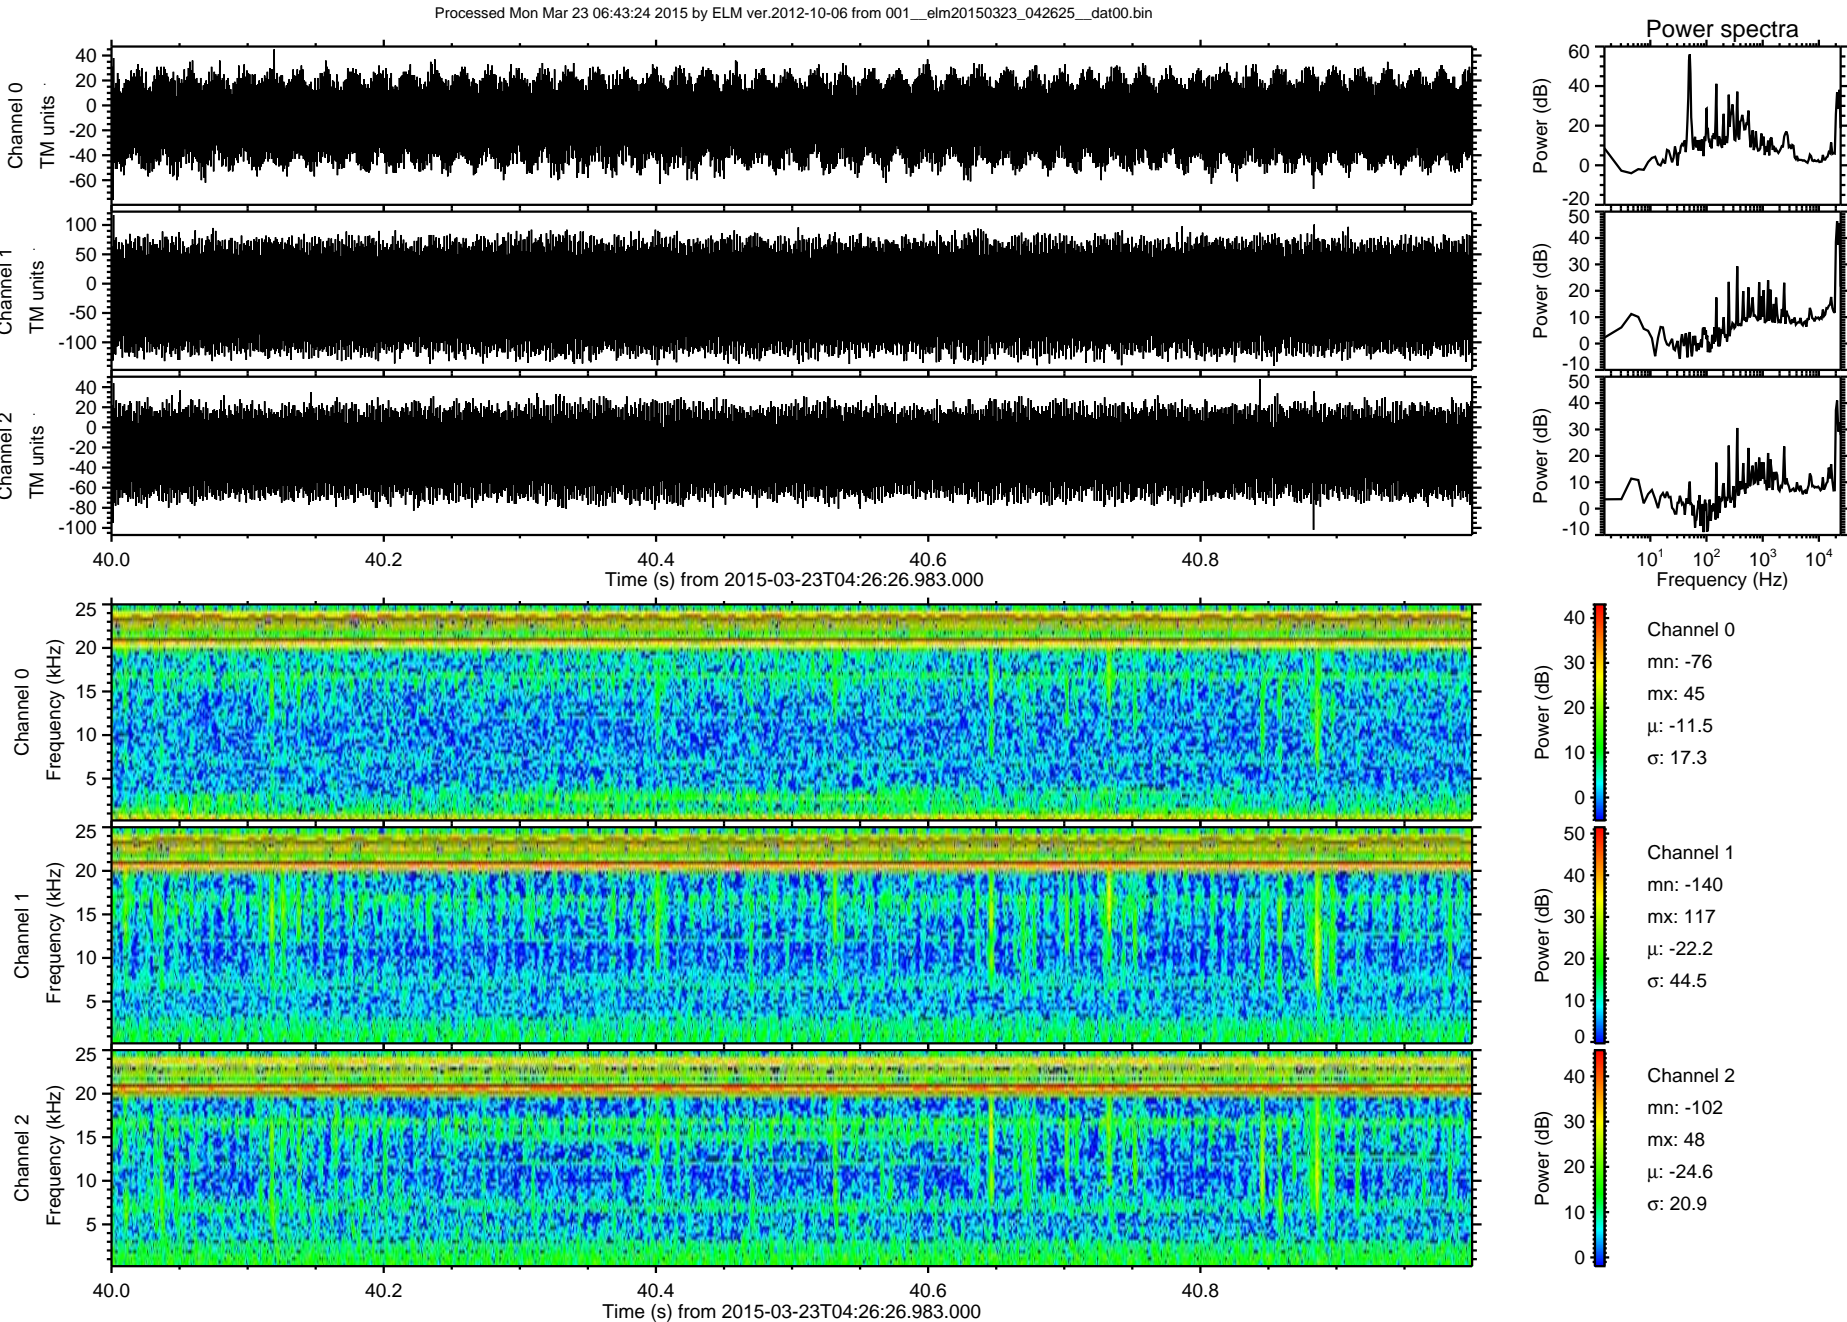 Processed Mon Mar 23 06:43:24 2015 by ELM ver.2012-10-06 from 001__elm20150323_042625__dat00.bin
Power spectra
Channel 0
TM units
40
20
0
-20
-40
-60
Power (dB)
60
40
20
0
-20
Channel 1
TM units
100
50
0
-50
-100
Power (dB)
50
40
30
20
10
0
-10
Channel 2
TM units
40
20
0
-20
-40
-60
-80
-100
Power (dB)
50
40
30
20
10
0
-10
40.0 40.2 40.4 40.6 40.8
Time (s) from 2015-03-23T04:26:26.983.000
10^1 10^2 10^3 10^4
Frequency (Hz)
Channel 0
Frequency (kHz)
25
20
15
10
5
Power (dB)
40
30
20
10
0
Channel 0
mn: -76
mx: 45
μ: -11.5
σ: 17.3
Channel 1
Frequency (kHz)
25
20
15
10
5
Power (dB)
50
40
30
20
10
0
Channel 1
mn: -140
mx: 117
μ: -22.2
σ: 44.5
Channel 2
Frequency (kHz)
25
20
15
10
5
Power (dB)
40
30
20
10
0
Channel 2
mn: -102
mx: 48
μ: -24.6
σ: 20.9
40.0 40.2 40.4 40.6 40.8
Time (s) from 2015-03-23T04:26:26.983.000